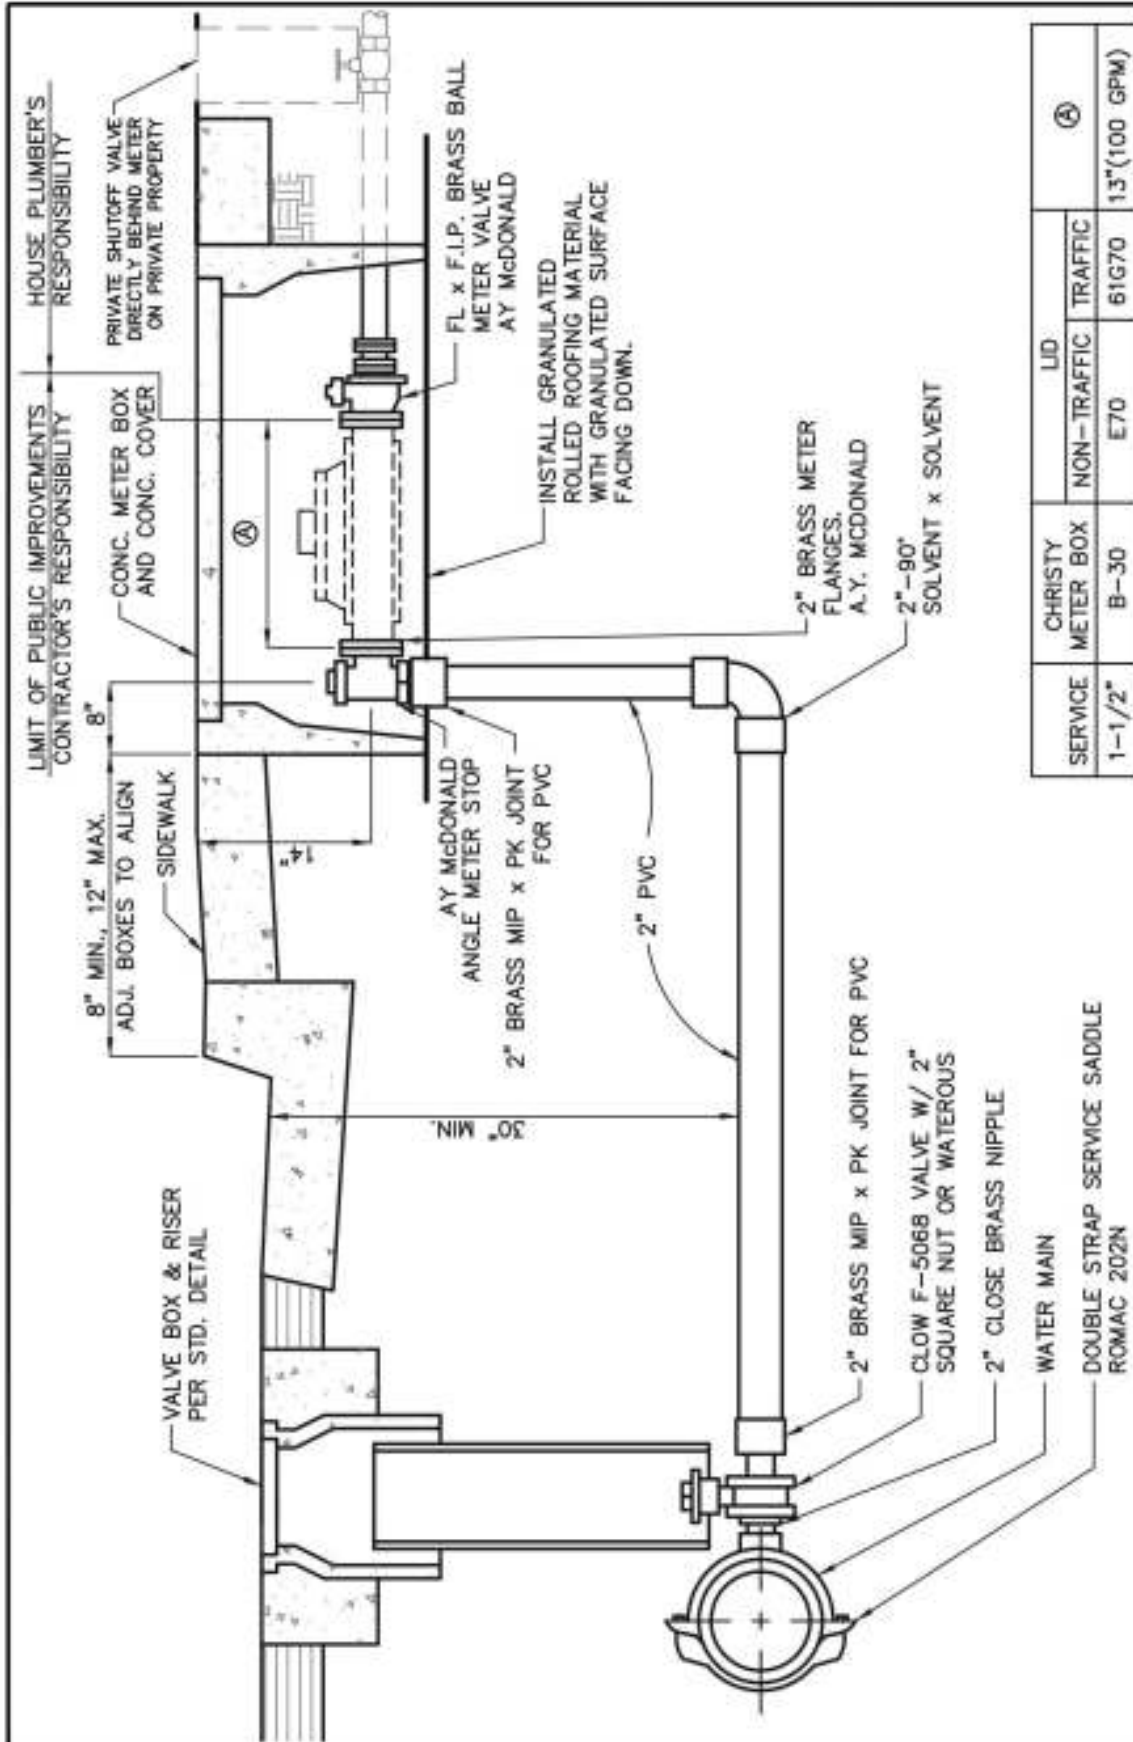 LIMIT OF PUBLIC IMPROVEMENTS
CONTRACTOR'S RESPONSIBILITY
HOUSE PLUMBER'S
RESPONSIBILITY
8" MIN., 12" MAX.
ADJ. BOXES TO ALIGN
8"
SIDEWALK
CONC. METER BOX
AND CONC. COVER
PRIVATE SHUTOFF VALVE
DIRECTLY BEHIND METER
ON PRIVATE PROPERTY
VALVE BOX & RISER
PER STD. DETAIL
14"
A
30" MIN.
AY McDONALD
ANGLE METER STOP
2" BRASS MIP x PK JOINT
FOR PVC
FL x F.I.P. BRASS BALL
METER VALVE
AY McDONALD
INSTALL GRANULATED
ROLLED ROOFING MATERIAL
WITH GRANULATED SURFACE
FACING DOWN.
2" PVC
2" BRASS METER
FLANGES.
A.Y. MCDONALD
2"-90°
SOLVENT x SOLVENT
2" BRASS MIP x PK JOINT FOR PVC
CLOW F-5068 VALVE W/ 2"
SQUARE NUT OR WATEROUS
2" CLOSE BRASS NIPPLE
WATER MAIN
DOUBLE STRAP SERVICE SADDLE
ROMAC 202N
SERVICE CHRISTY METER BOX LID NON-TRAFFIC TRAFFIC A
1-1/2" B-30 E70 61G70 13"(100 GPM)